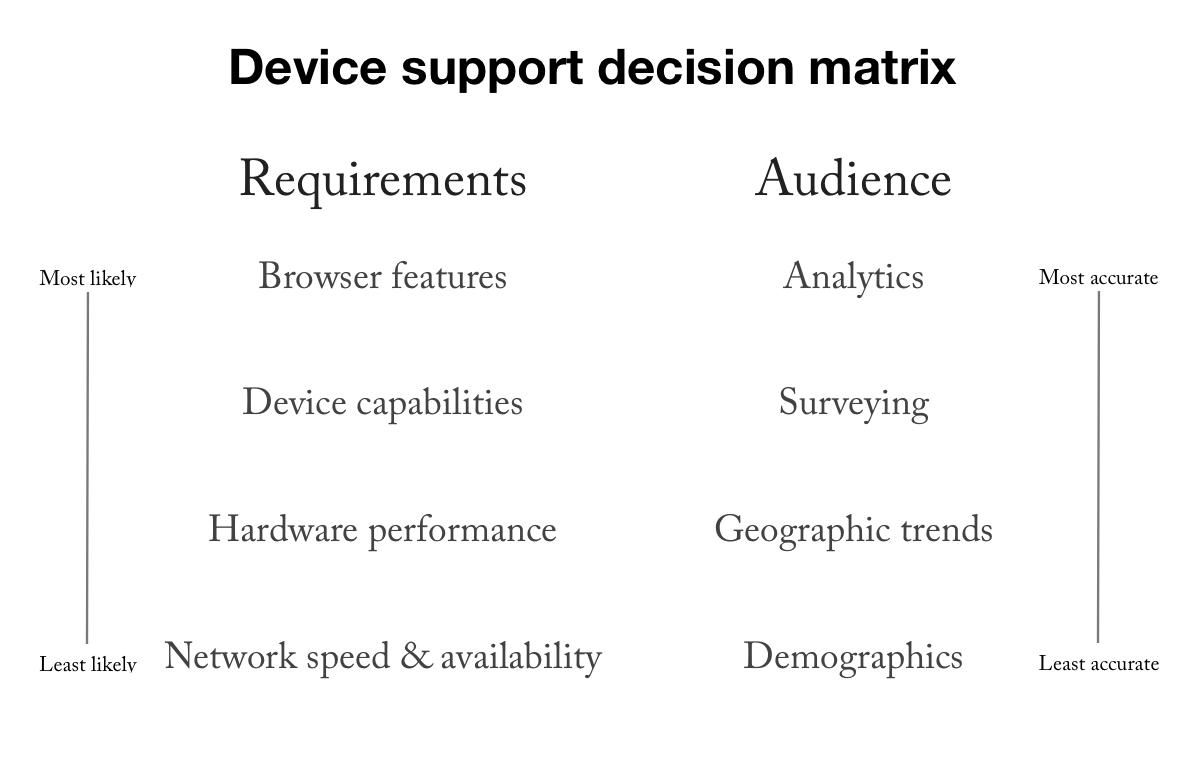 Device support decision matrix
Requirements
Audience
Most likely
Browser features
Analytics
Most accurate
Device capabilities
Surveying
Hardware performance
Geographic trends
Least likely
Network speed & availability
Demographics
Least accurate